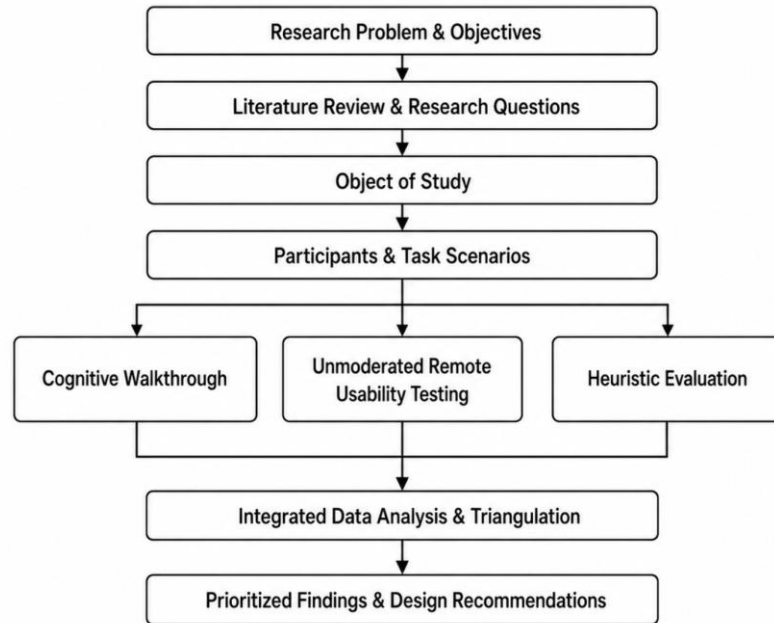 Research Problem & Objectives
Literature Review & Research Questions
Object of Study
Participants & Task Scenarios
Cognitive Walkthrough
Unmoderated Remote
Usability Testing
Heuristic Evaluation
Integrated Data Analysis & Triangulation
Prioritized Findings & Design Recommendations